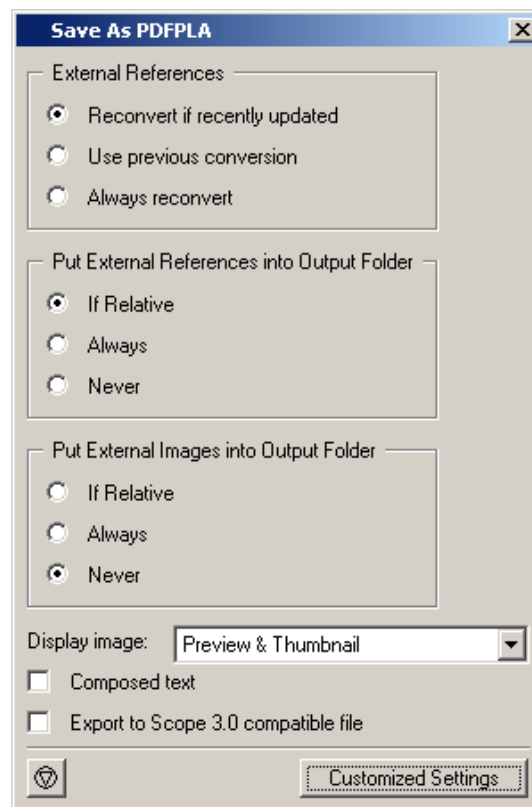 Save As PDFPLA
External References
Reconvert if recently updated
Use previous conversion
Always reconvert
Put External References into Output Folder
If Relative
Always
Never
Put External Images into Output Folder
If Relative
Always
Never
Display image: Preview & Thumbnail
Composed text
Export to Scope 3.0 compatible file
Customized Settings